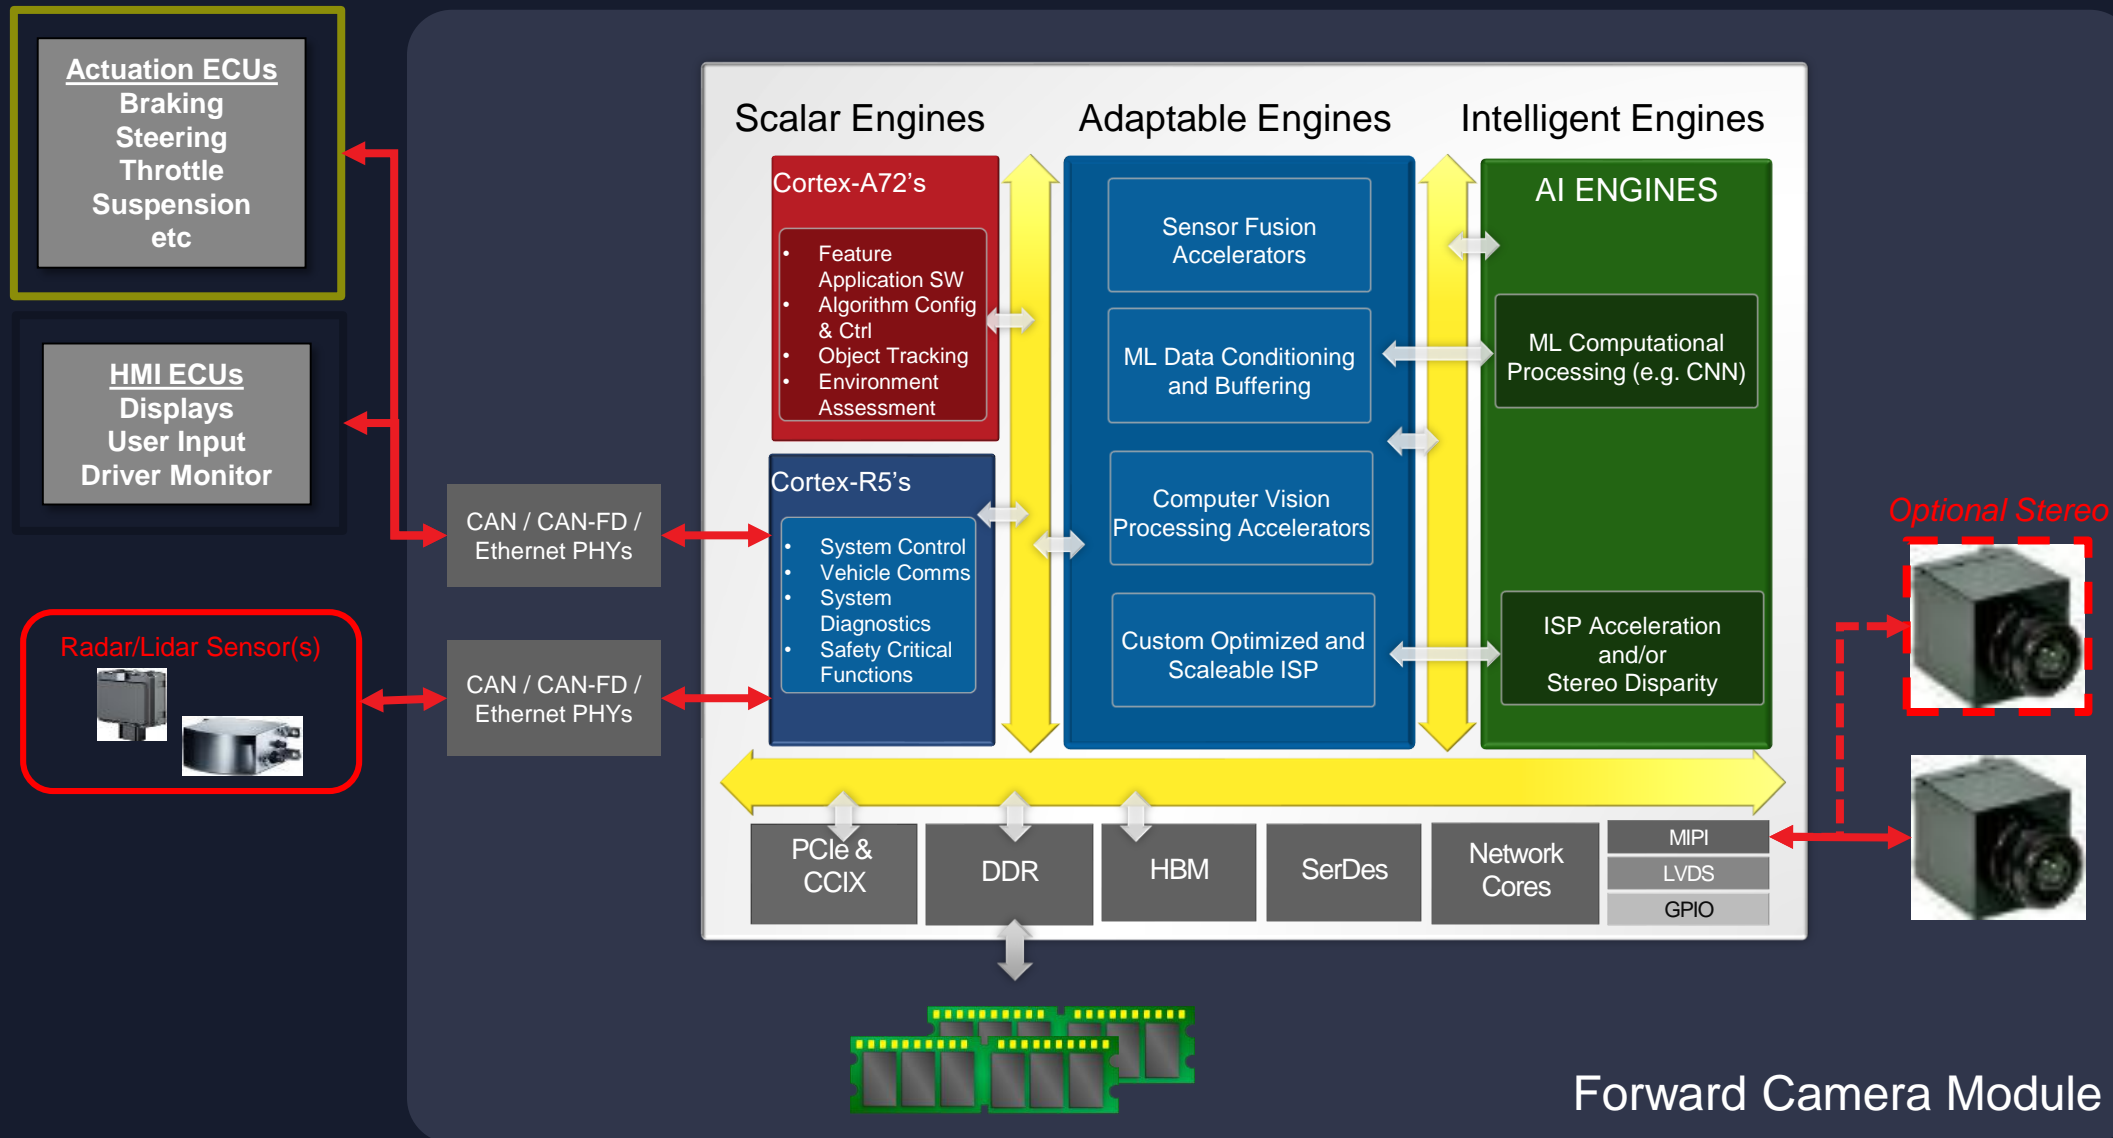 Actuation ECUs
Braking
Steering
Throttle
Suspension
etc
HMI ECUs
Displays
User Input
Driver Monitor
Radar/Lidar Sensor(s)
CAN / CAN-FD /
Ethernet PHYs
CAN / CAN-FD /
Ethernet PHYs
Scalar Engines
Adaptable Engines
Intelligent Engines
Cortex-A72's
• Feature
Application SW
• Algorithm Config
& Ctrl
• Object Tracking
• Environment
Assessment
Cortex-R5's
• System Control
• Vehicle Comms
• System
Diagnostics
• Safety Critical
Functions
Sensor Fusion
Accelerators
ML Data Conditioning
and Buffering
Computer Vision
Processing Accelerators
Custom Optimized and
Scaleable ISP
AI ENGINES
ML Computational
Processing (e.g. CNN)
ISP Acceleration
and/or
Stereo Disparity
PCIe &
CCIX
DDR
HBM
SerDes
Network
Cores
MIPI
LVDS
GPIO
Optional Stereo
Forward Camera Module